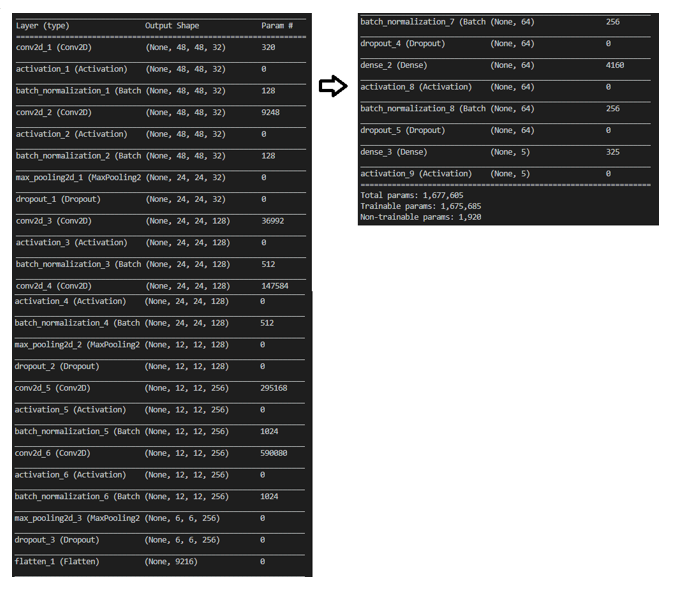 Layer (type) Output Shape Param #
=================================================================
conv2d_1 (Conv2D) (None, 48, 48, 32) 320
activation_1 (Activation) (None, 48, 48, 32) 0
batch_normalization_1 (Batch (None, 48, 48, 32) 128
conv2d_2 (Conv2D) (None, 48, 48, 32) 9248
activation_2 (Activation) (None, 48, 48, 32) 0
batch_normalization_2 (Batch (None, 48, 48, 32) 128
max_pooling2d_1 (MaxPooling2 (None, 24, 24, 32) 0
dropout_1 (Dropout) (None, 24, 24, 32) 0
conv2d_3 (Conv2D) (None, 24, 24, 128) 36992
activation_3 (Activation) (None, 24, 24, 128) 0
batch_normalization_3 (Batch (None, 24, 24, 128) 512
conv2d_4 (Conv2D) (None, 24, 24, 128) 147584
activation_4 (Activation) (None, 24, 24, 128) 0
batch_normalization_4 (Batch (None, 24, 24, 128) 512
max_pooling2d_2 (MaxPooling2 (None, 12, 12, 128) 0
dropout_2 (Dropout) (None, 12, 12, 128) 0
conv2d_5 (Conv2D) (None, 12, 12, 256) 295168
activation_5 (Activation) (None, 12, 12, 256) 0
batch_normalization_5 (Batch (None, 12, 12, 256) 1024
conv2d_6 (Conv2D) (None, 12, 12, 256) 590080
activation_6 (Activation) (None, 12, 12, 256) 0
batch_normalization_6 (Batch (None, 12, 12, 256) 1024
max_pooling2d_3 (MaxPooling2 (None, 6, 6, 256) 0
dropout_3 (Dropout) (None, 6, 6, 256) 0
flatten_1 (Flatten) (None, 9216) 0
batch_normalization_7 (Batch (None, 64) 256
dropout_4 (Dropout) (None, 64) 0
dense_2 (Dense) (None, 64) 4160
activation_8 (Activation) (None, 64) 0
batch_normalization_8 (Batch (None, 64) 256
dropout_5 (Dropout) (None, 64) 0
dense_3 (Dense) (None, 5) 325
activation_9 (Activation) (None, 5) 0
=================================================================
Total params: 1,677,605
Trainable params: 1,675,685
Non-trainable params: 1,920